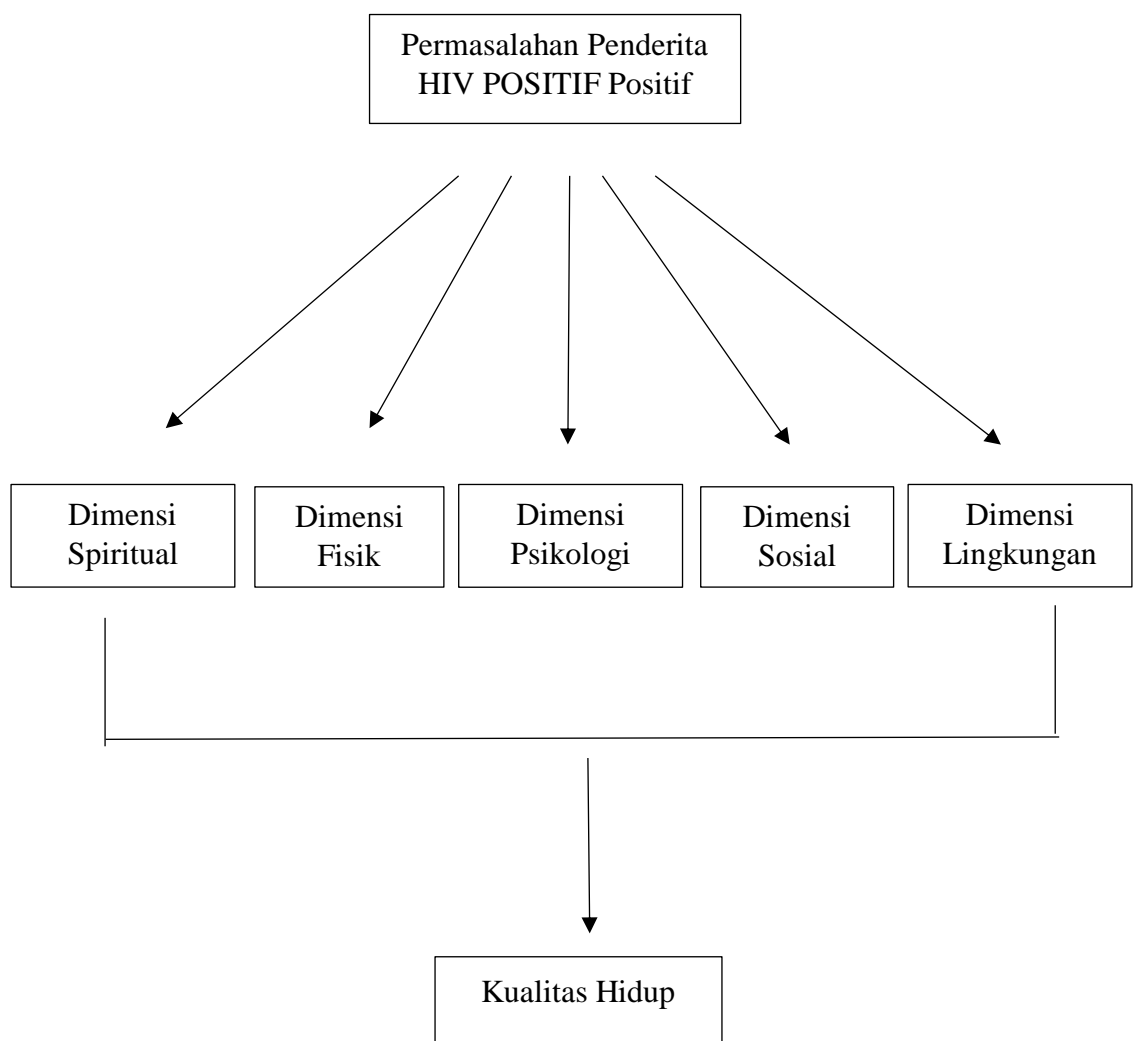 Permasalahan Penderita
HIV POSITIF Positif
Dimensi
Spiritual
Dimensi
Fisik
Dimensi
Psikologi
Dimensi
Sosial
Dimensi
Lingkungan
Kualitas Hidup